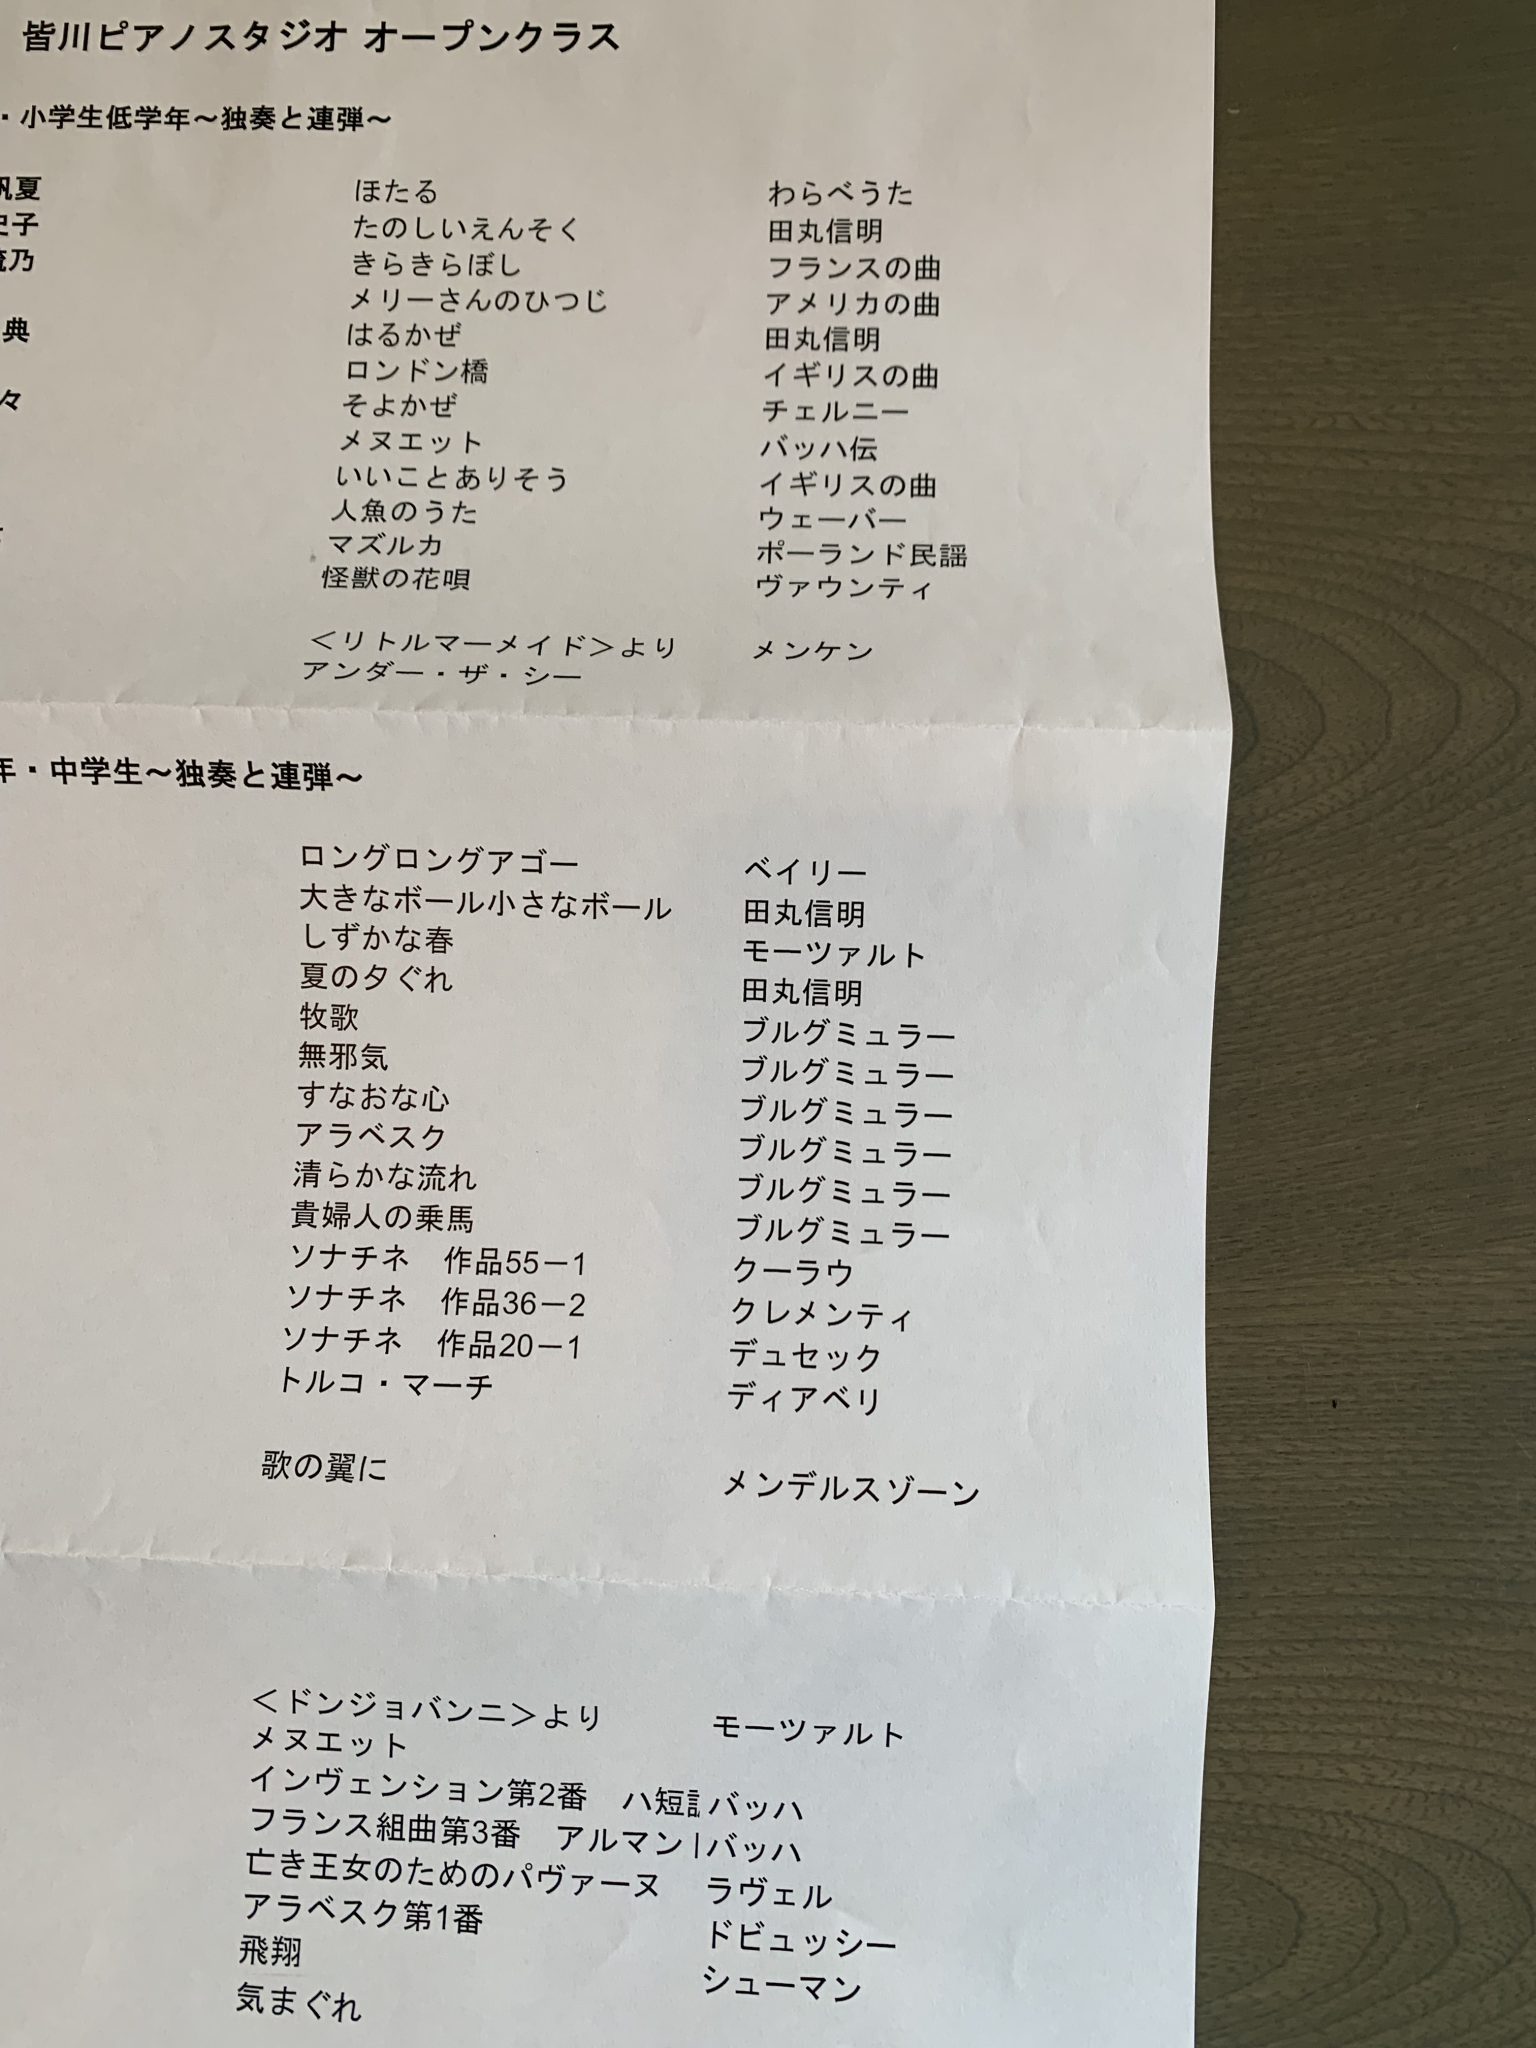 皆川ピアノスタジオ オープンクラス
・小学生低学年～独奏と連弾～
帆夏 ほたる わらべうた
史子 たのしいえんそく 田丸信明
乃 きらきらぼし フランスの曲
メリーさんのひつじ アメリカの曲
典 はるかぜ 田丸信明
ロンドン橋 イギリスの曲
々 そよかぜ チェルニー
メヌエット バッハ伝
いいことありそう イギリスの曲
人魚のうた ウェーバー
マズルカ ポーランド民謡
怪獣の花唄 ヴァウンティ
＜リトルマーメイド＞より メンケン
アンダー・ザ・シー
年・中学生～独奏と連弾～
ロングロングアゴー ベイリー
大きなボール小さなボール 田丸信明
しずかな春 モーツァルト
夏の夕ぐれ 田丸信明
牧歌 ブルグミュラー
無邪気 ブルグミュラー
すなおな心 ブルグミュラー
アラベスク ブルグミュラー
清らかな流れ ブルグミュラー
貴婦人の乗馬 ブルグミュラー
ソナチネ 作品55－1 クーラウ
ソナチネ 作品36－2 クレメンティ
ソナチネ 作品20－1 デュセック
トルコ・マーチ ディアベリ
歌の翼に メンデルスゾーン
＜ドンジョバンニ＞より モーツァルト
メヌエット
インヴェンション第2番 ハ短 バッハ
フランス組曲第3番 アルマン バッハ
亡き王女のためのパヴァーヌ ラヴェル
アラベスク第1番 ドビュッシー
飛翔 シューマン
気まぐれ